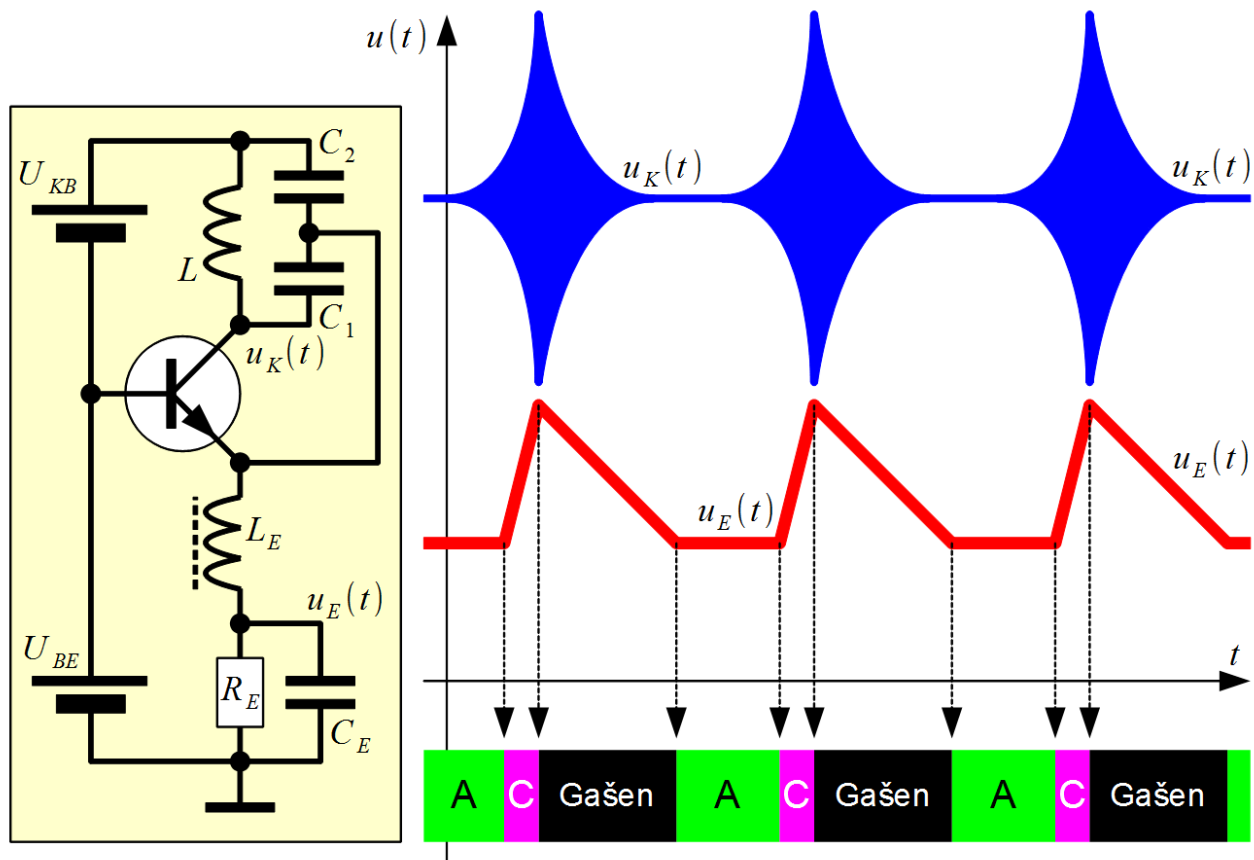 U_KB
C_2
L
C_1
u_K(t)
L_E
u_E(t)
U_BE
R_E
C_E
u(t)
u_K(t)
u_K(t)
u_E(t)
u_E(t)
t
A C Gašen A C Gašen A C Gašen